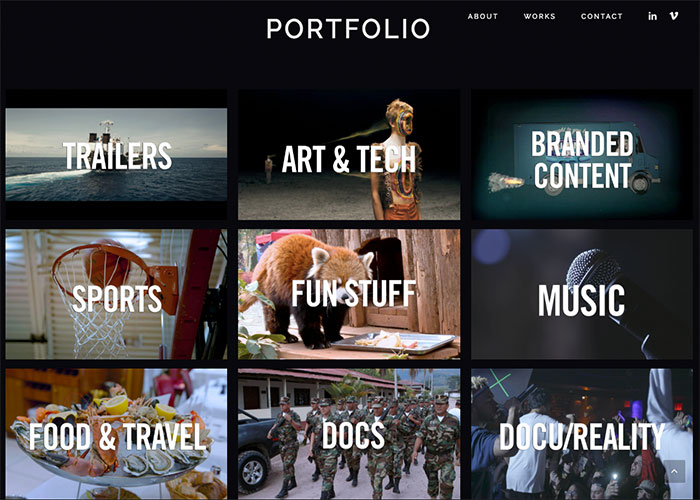 PORTFOLIO
ABOUT WORKS CONTACT in v
TRAILERS
ART & TECH
BRANDED
CONTENT
SPORTS
FUN STUFF
MUSIC
FOOD & TRAVEL
DOCS
DOCU/REALITY